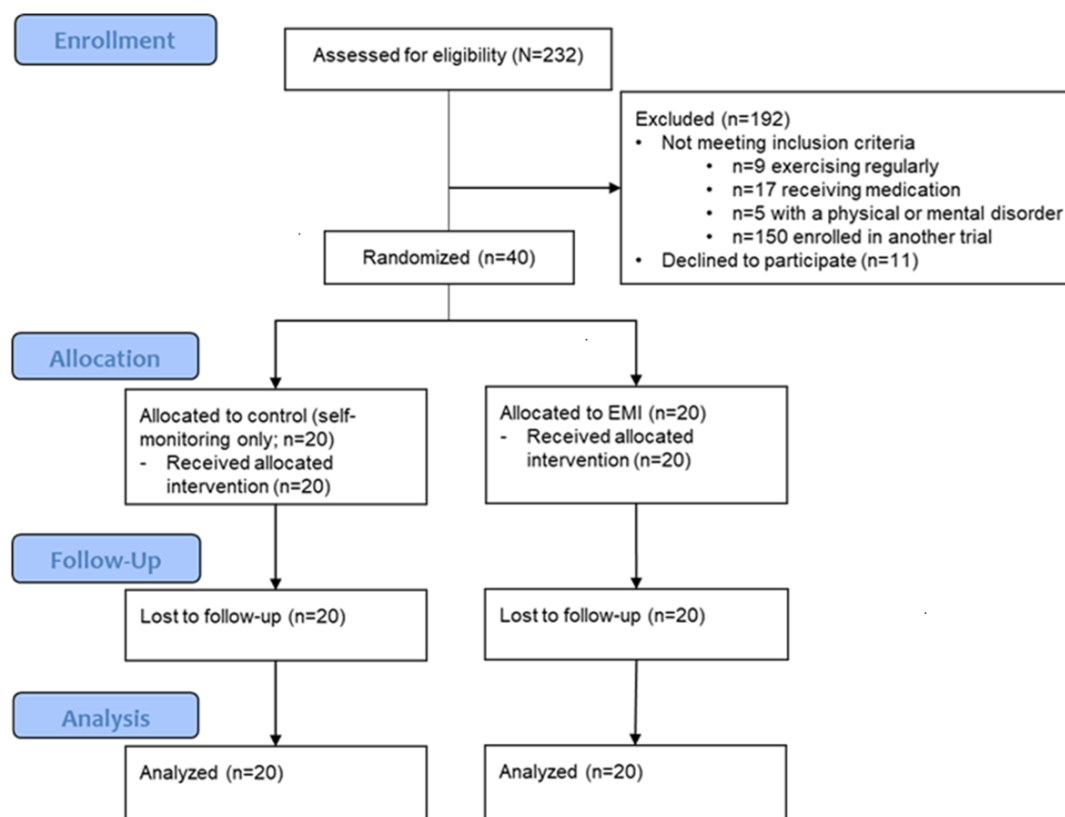 Enrollment
Assessed for eligibility (N=232)
Excluded (n=192)
• Not meeting inclusion criteria
• n=9 exercising regularly
• n=17 receiving medication
• n=5 with a physical or mental disorder
• n=150 enrolled in another trial
• Declined to participate (n=11)
Randomized (n=40)
Allocation
Allocated to control (self-
monitoring only; n=20)
- Received allocated
intervention (n=20)
Allocated to EMI (n=20)
- Received allocated
intervention (n=20)
Follow-Up
Lost to follow-up (n=20)
Lost to follow-up (n=20)
Analysis
Analyzed (n=20)
Analyzed (n=20)